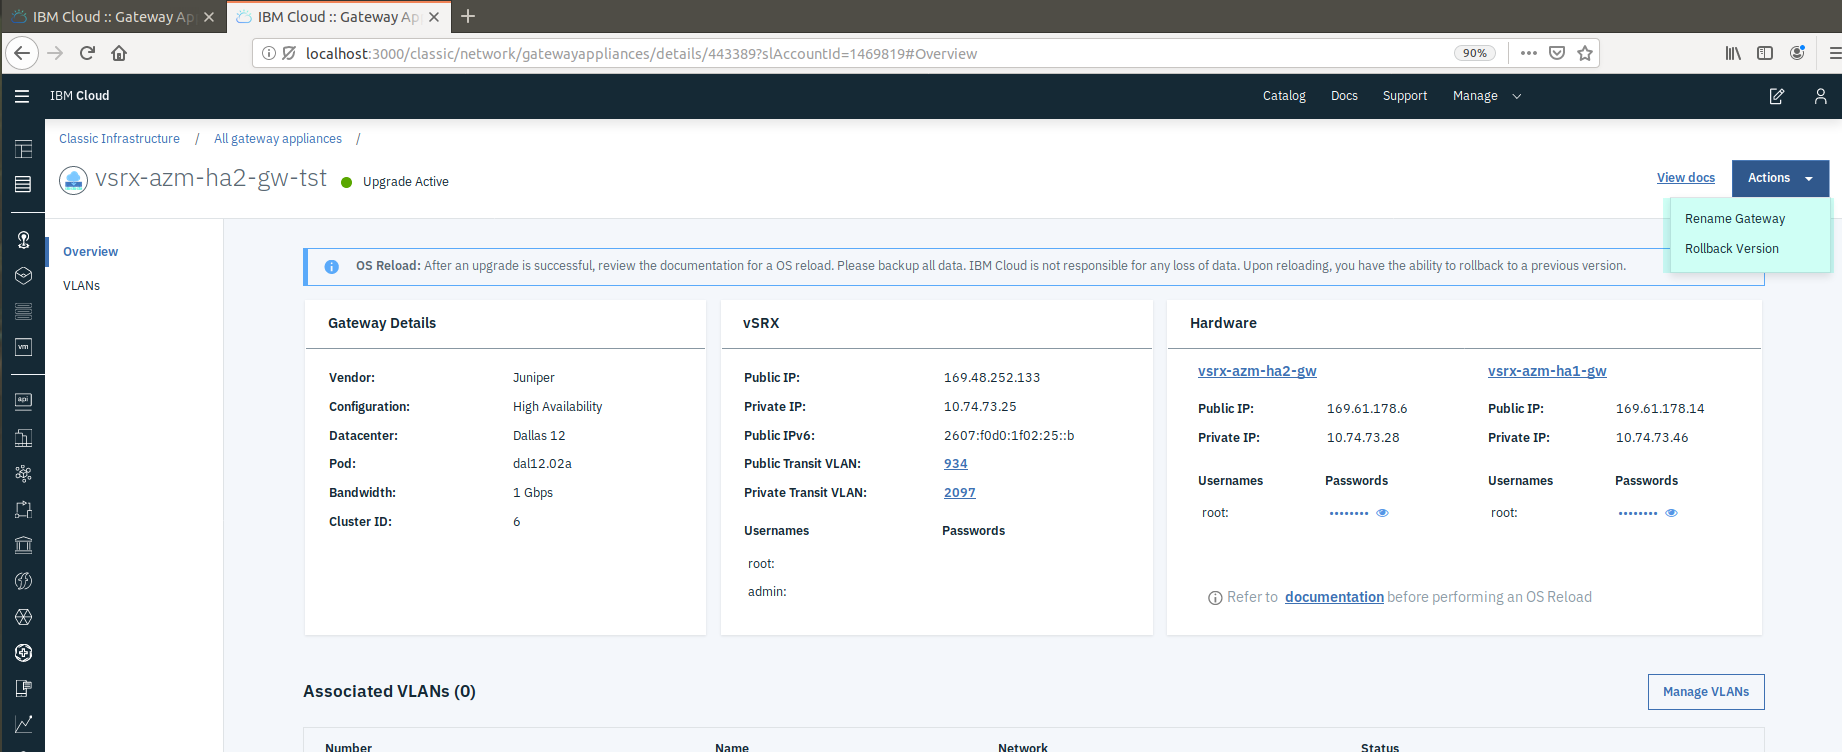 IBM Cloud :: Gateway Ap
IBM Cloud :: Gateway Ap
localhost:3000/classic/network/gatewayappliances/details/443389?slAccountId=1469819#Overview
90%
IBM Cloud
Catalog
Docs
Support
Manage
Classic Infrastructure / All gateway appliances /
vsrx-azm-ha2-gw-tst
Upgrade Active
View docs
Actions
Rename Gateway
Rollback Version
Overview
VLANs
OS Reload: After an upgrade is successful, review the documentation for a OS reload. Please backup all data. IBM Cloud is not responsible for any loss of data. Upon reloading, you have the ability to rollback to a previous version.
Gateway Details
Vendor: Juniper
Configuration: High Availability
Datacenter: Dallas 12
Pod: dal12.02a
Bandwidth: 1 Gbps
Cluster ID: 6
vSRX
Public IP: 169.48.252.133
Private IP: 10.74.73.25
Public IPv6: 2607:f0d0:1f02:25::b
Public Transit VLAN: 934
Private Transit VLAN: 2097
Usernames Passwords
root:
admin:
Hardware
vsrx-azm-ha2-gw
Public IP: 169.61.178.6
Private IP: 10.74.73.28
Usernames Passwords
root: ••••••••
vsrx-azm-ha1-gw
Public IP: 169.61.178.14
Private IP: 10.74.73.46
Usernames Passwords
root: ••••••••
Refer to documentation before performing an OS Reload
Associated VLANs (0)
Manage VLANs
Number Name Network Status
vm
api